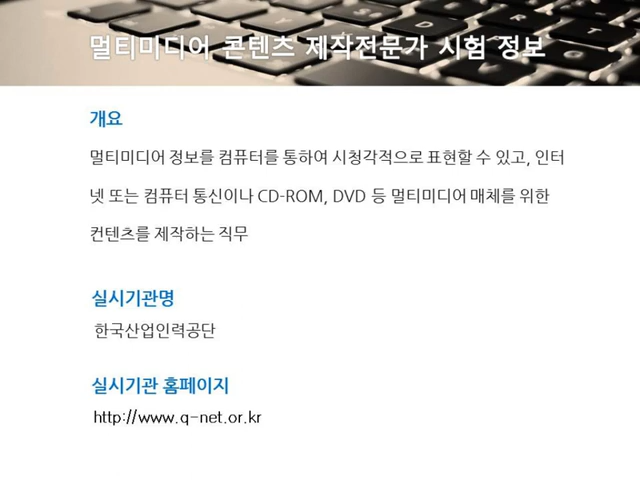 멀티미디어 콘텐츠 제작전문가 시험 정보
개요
멀티미디어 정보를 컴퓨터를 통하여 시청각적으로 표현할 수 있고, 인터
넷 또는 컴퓨터 통신이나 CD-ROM, DVD 등 멀티미디어 매체를 위한
컨텐츠를 제작하는 직무
실시기관명
한국산업인력공단
실시기관 홈페이지
http://www.q-net.or.kr